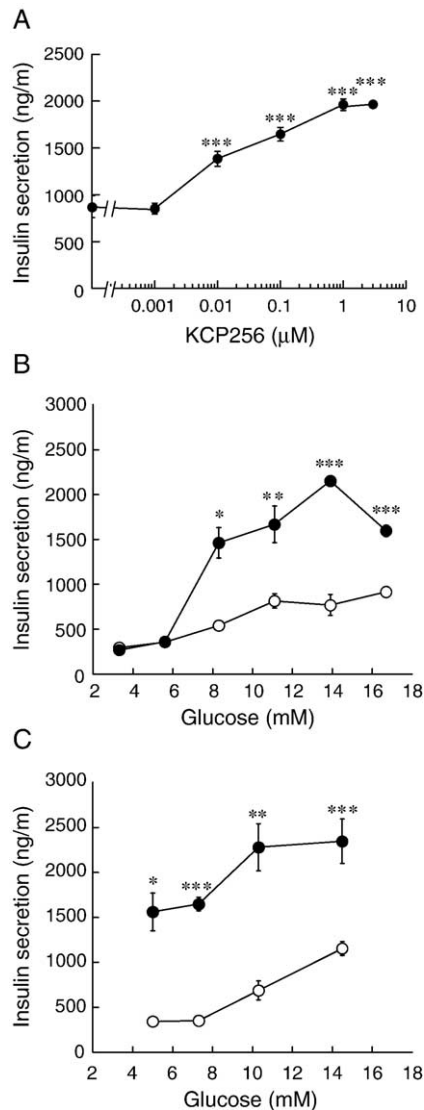 A
Insulin secretion (ng/m)
2500
2000
1500
1000
500
0
***
***
***
***
0.001 0.01 0.1 1 10
KCP256 (μM)
B
Insulin secretion (ng/m)
3000
2500
2000
1500
1000
500
0
*
**
***
***
2 4 6 8 10 12 14 16 18
Glucose (mM)
C
Insulin secretion (ng/m)
3000
2500
2000
1500
1000
500
0
*
***
**
***
2 4 6 8 10 12 14 16 18
Glucose (mM)